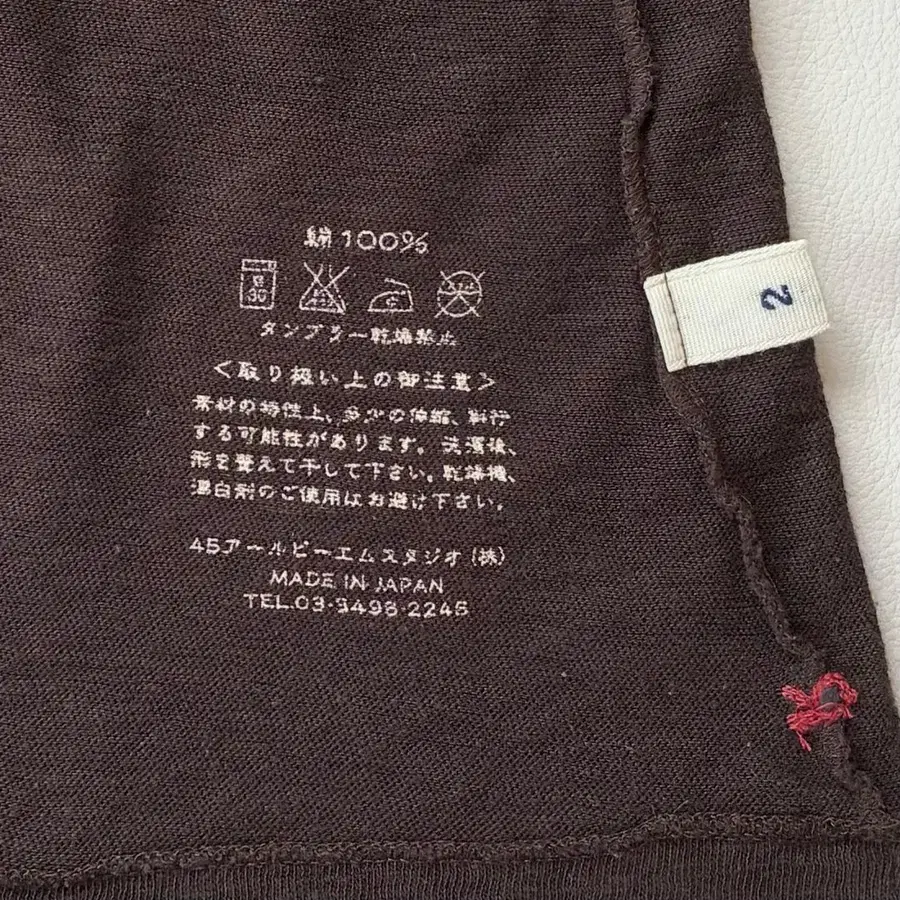 綿100%
タンブラー乾燥禁止
<取り扱い上の御注意>
素材の特性上、多少の伸縮、斜行
する可能性があります。洗濯後、
形を整えて干して下さい。乾燥機、
漂白剤のご使用はお避け下さい。
45アールピーエムスタジオ(株)
MADE IN JAPAN
TEL.03-5498-2245
2